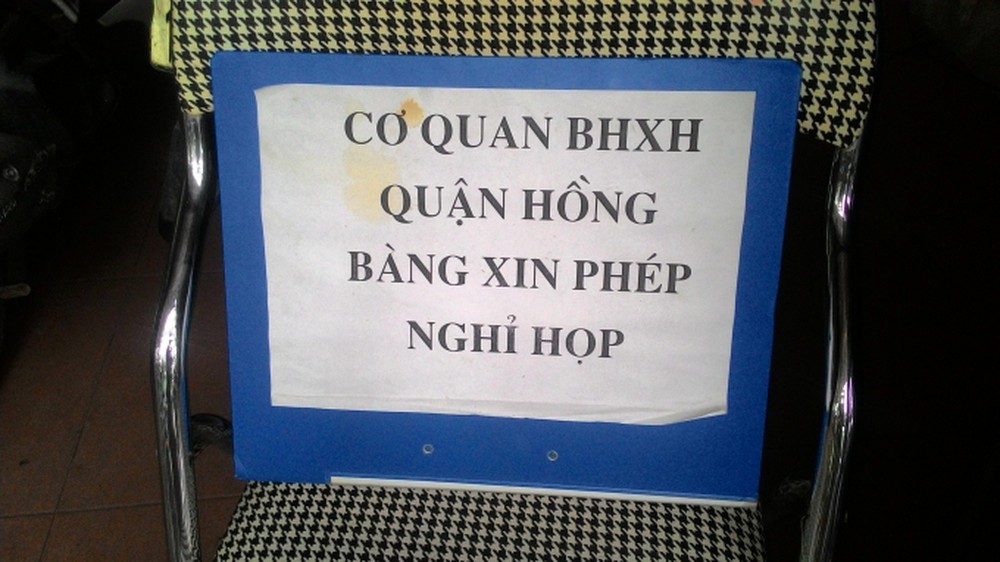 CƠ QUAN BHXH
QUẬN HỒNG
BÀNG XIN PHÉP
NGHỈ HỌP